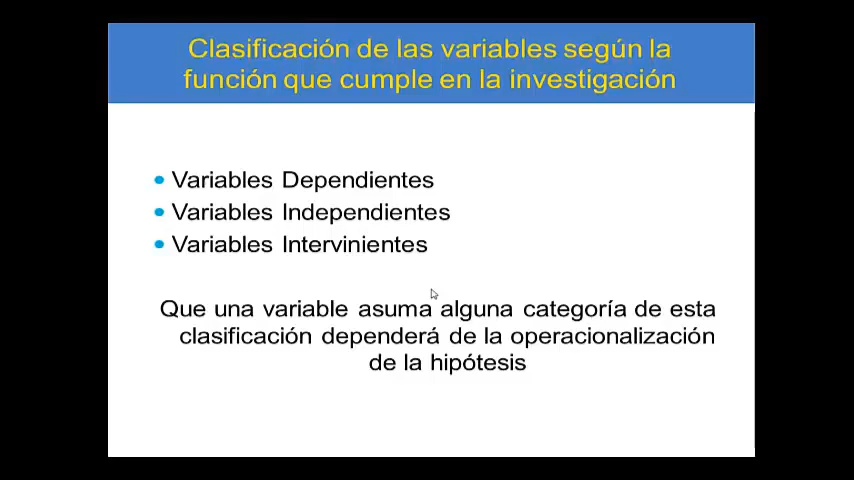 Clasificación de las variables según la
función que cumple en la investigación
• Variables Dependientes
• Variables Independientes
• Variables Intervinientes
Que una variable asuma alguna categoría de esta
clasificación dependerá de la operacionalización
de la hipótesis